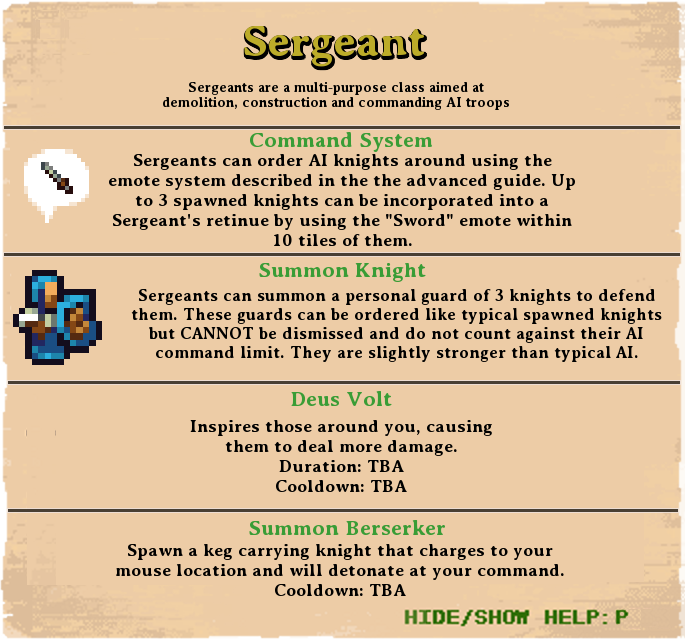 Sergeant
Sergeants are a multi-purpose class aimed at
demolition, construction and commanding AI troops
Command System
Sergeants can order AI knights around using the
emote system described in the the advanced guide. Up
to 3 spawned knights can be incorporated into a
Sergeant's retinue by using the "Sword" emote within
10 tiles of them.
Summon Knight
Sergeants can summon a personal guard of 3 knights to defend
them. These guards can be ordered like typical spawned knights
but CANNOT be dismissed and do not count against their AI
command limit. They are slightly stronger than typical AI.
Deus Volt
Inspires those around you, causing
them to deal more damage.
Duration: TBA
Cooldown: TBA
Summon Berserker
Spawn a keg carrying knight that charges to your
mouse location and will detonate at your command.
Cooldown: TBA
HIDE/SHOW HELP: P